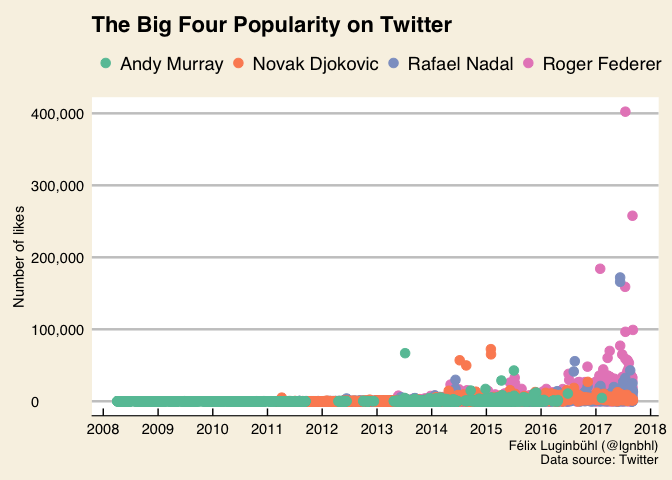 The Big Four Popularity on Twitter
Andy Murray Novak Djokovic Rafael Nadal Roger Federer
Number of likes
400,000
300,000
200,000
100,000
0
2008 2009 2010 2011 2012 2013 2014 2015 2016 2017 2018
Félix Luginbühl (@lgnbhl)
Data source: Twitter